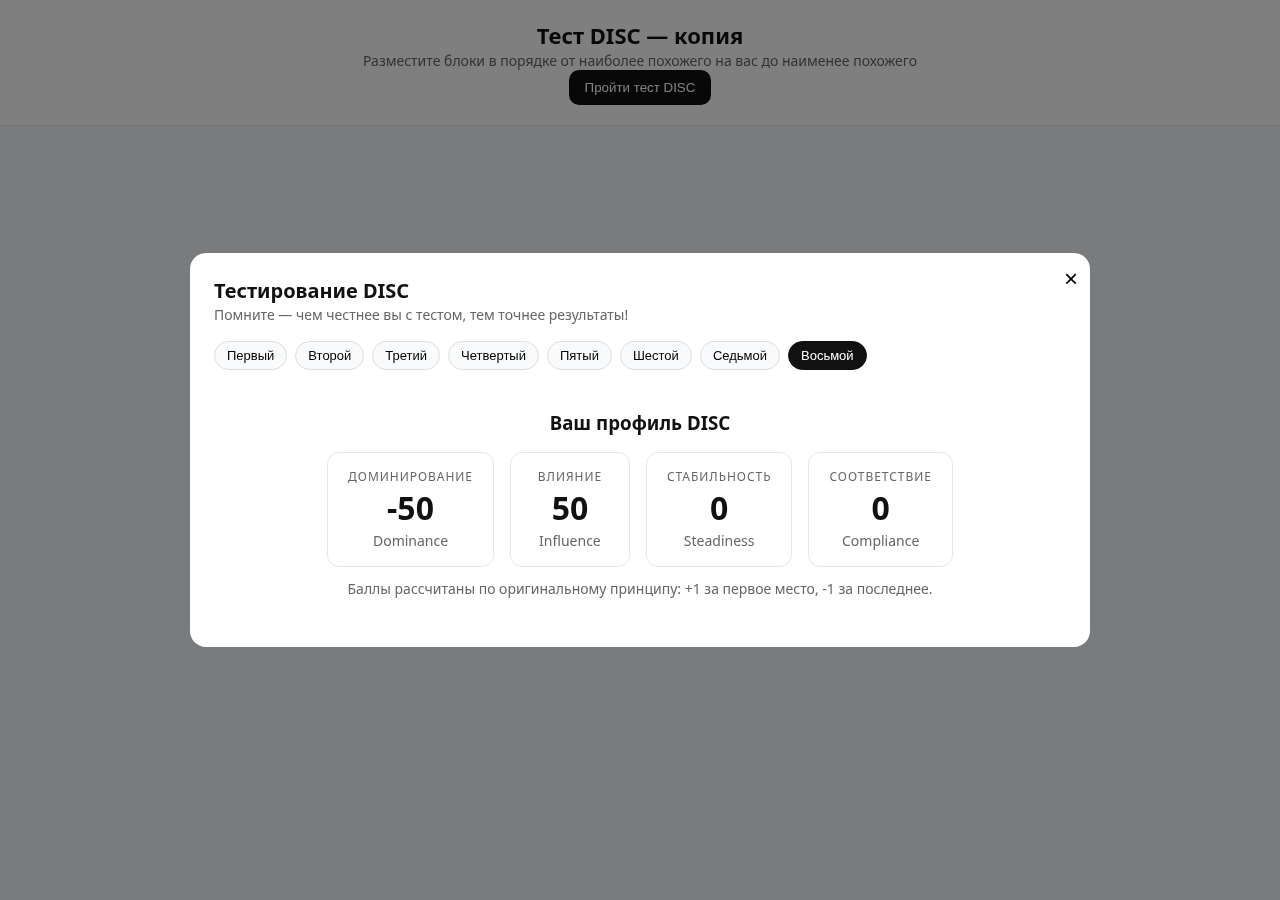 Тест DISC — копия
Разместите блоки в порядке от наиболее похожего на вас до наименее похожего
Пройти тест DISC
Тестирование DISC
×
Помните — чем честнее вы с тестом, тем точнее результаты!
Первый Второй Третий Четвертый Пятый Шестой Седьмой Восьмой
Ваш профиль DISC
ДОМИНИРОВАНИЕ ВЛИЯНИЕ СТАБИЛЬНОСТЬ СООТВЕТСТВИЕ
-50 50 0 0
Dominance Influence Steadiness Compliance
Баллы рассчитаны по оригинальному принципу: +1 за первое место, -1 за последнее.